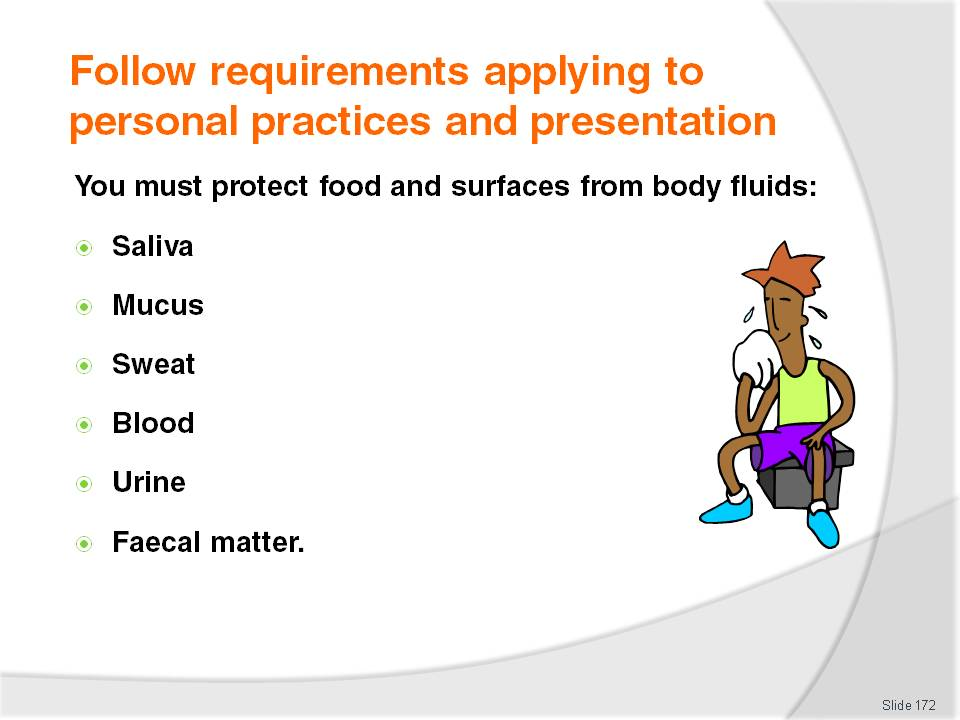 Follow requirements applying to
personal practices and presentation
You must protect food and surfaces from body fluids:
Saliva
Mucus
Sweat
Blood
Urine
Faecal matter.
Slide 172